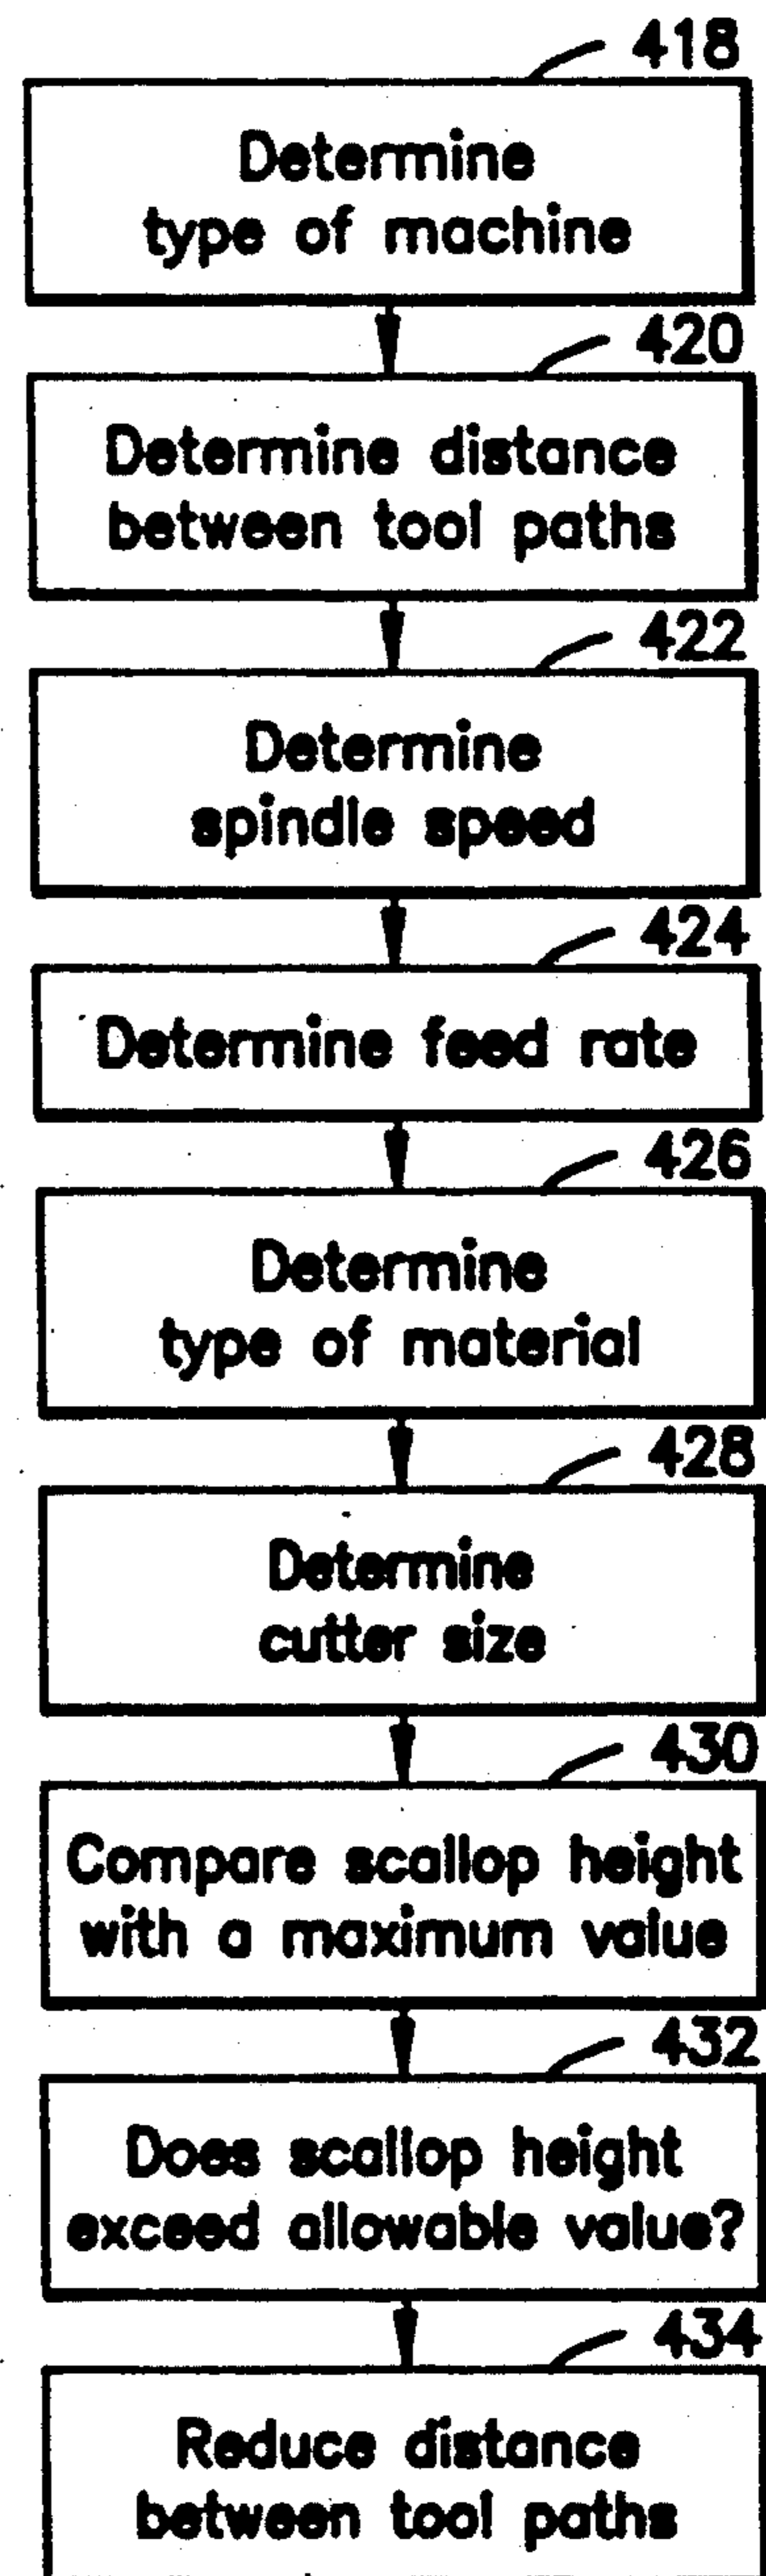 418
Determine
type of machine
420
Determine distance
between tool paths
422
Determine
spindle speed
424
Determine feed rate
426
Determine
type of material
428
Determine
cutter size
430
Compare scallop height
with a maximum value
432
Does scallop height
exceed allowable value?
434
Reduce distance
between tool paths